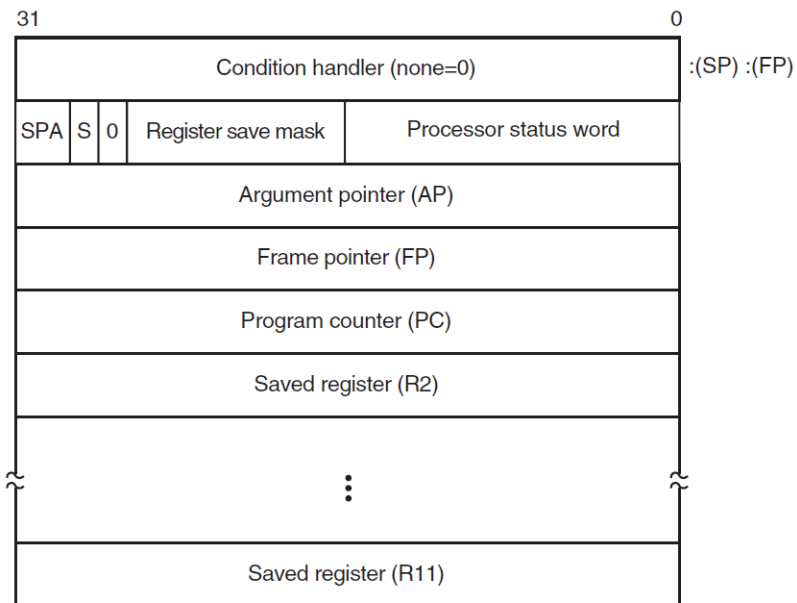 31 0
Condition handler (none=0) :(SP) :(FP)
SPA S 0 Register save mask Processor status word
Argument pointer (AP)
Frame pointer (FP)
Program counter (PC)
Saved register (R2)
Saved register (R11)